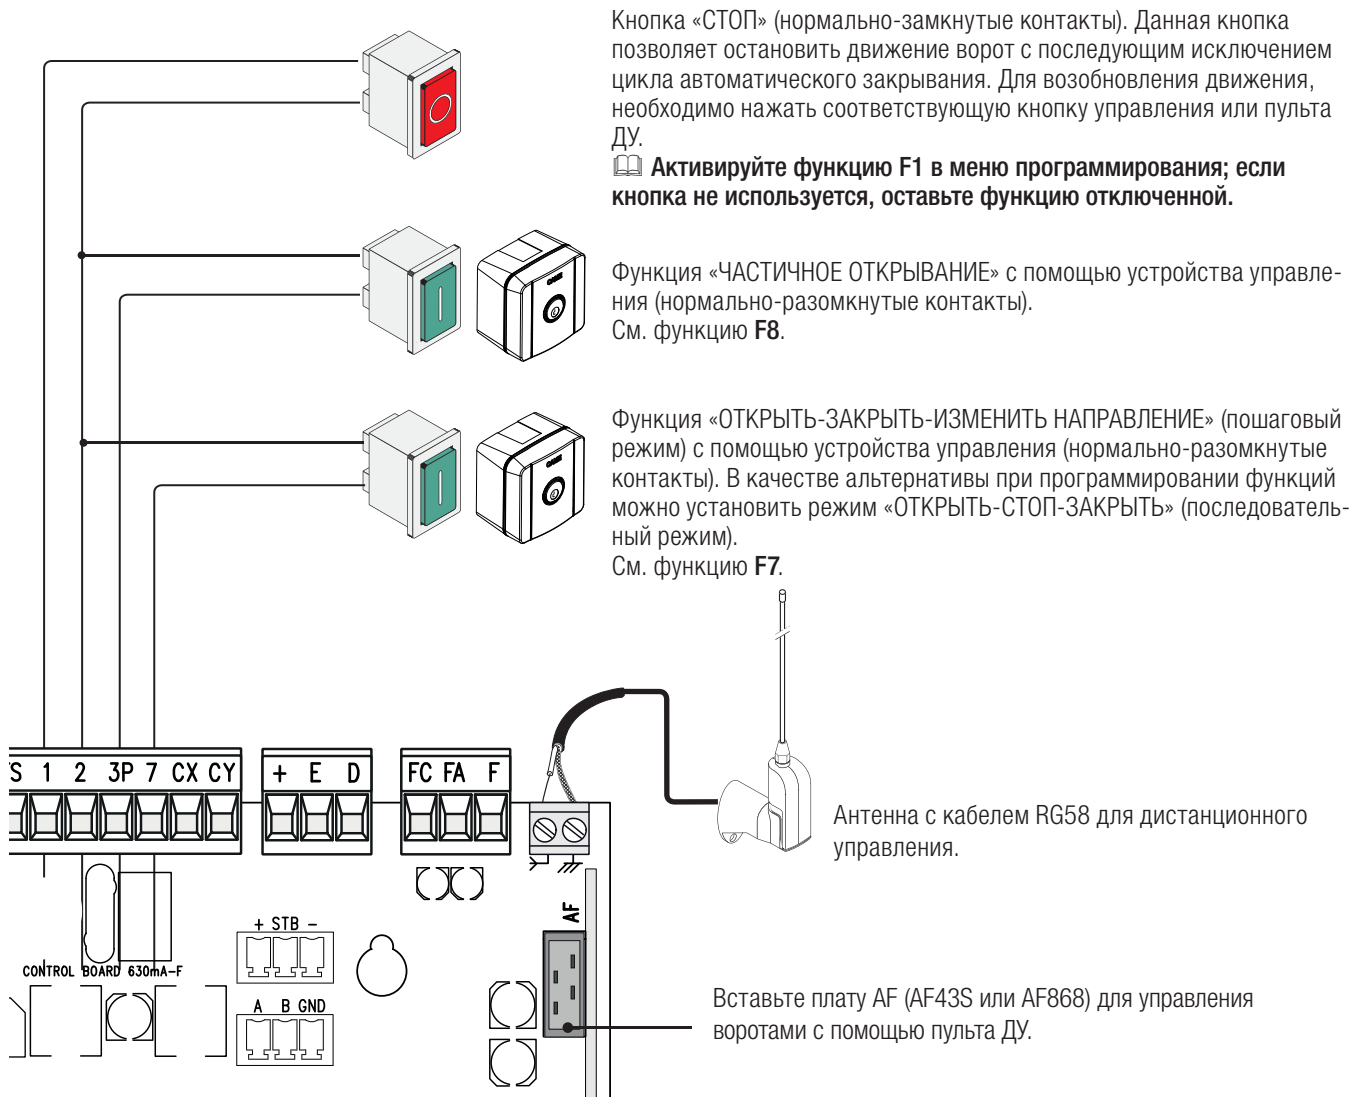 Кнопка «СТОП» (нормально-замкнутые контакты). Данная кнопка
позволяет остановить движение ворот с последующим исключением
цикла автоматического закрывания. Для возобновления движения,
необходимо нажать соответствующую кнопку управления или пульта
ДУ.
Активируйте функцию F1 в меню программирования; если
кнопка не используется, оставьте функцию отключенной.
Функция «ЧАСТИЧНОЕ ОТКРЫВАНИЕ» с помощью устройства управле-
ния (нормально-разомкнутые контакты).
См. функцию F8.
Функция «ОТКРЫТЬ-ЗАКРЫТЬ-ИЗМЕНИТЬ НАПРАВЛЕНИЕ» (пошаговый
режим) с помощью устройства управления (нормально-разомкнутые
контакты). В качестве альтернативы при программировании функций
можно установить режим «ОТКРЫТЬ-СТОП-ЗАКРЫТЬ» (последователь-
ный режим).
См. функцию F7.
S 1 2 3P 7 CX CY
+ E D
FC FA F
Антенна с кабелем RG58 для дистанционного
управления.
AF
+ STB -
CONTROL BOARD 630mA-F
A B GND
Вставьте плату AF (AF43S или AF868) для управления
воротами с помощью пульта ДУ.